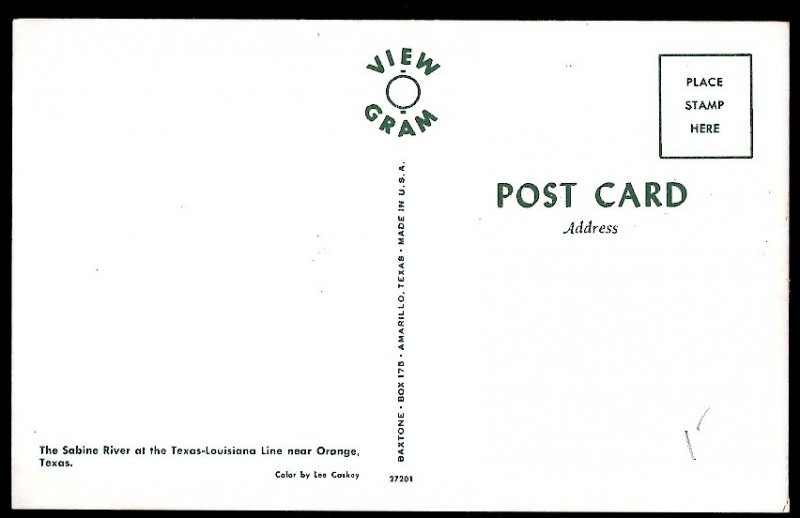 VIEW
GRAM
PLACE
STAMP
HERE
POST CARD
Address
BAXTONE • BOX 175 • AMARILLO, TEXAS • MADE IN U.S.A.
The Sabine River at the Texas-Louisiana Line near Orange,
Texas.
Color by Lee Caskey
27201